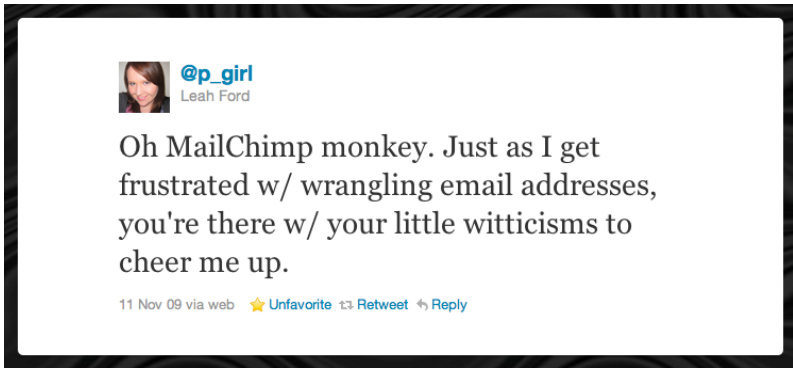 @p_girl
Leah Ford
Oh MailChimp monkey. Just as I get
frustrated w/ wrangling email addresses,
you're there w/ your little witticisms to
cheer me up.
11 Nov 09 via web Unfavorite Retweet Reply